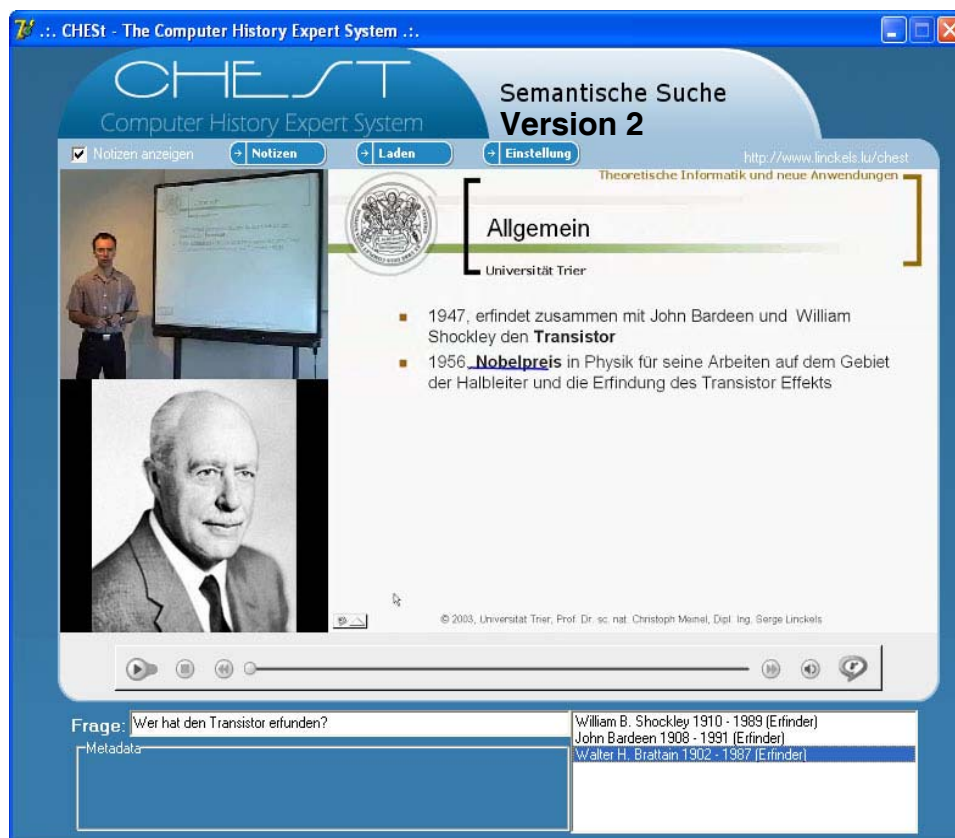 .:. CHESt - The Computer History Expert System .:.
CHEST
Computer History Expert System
Semantische Suche
Version 2
Notizen anzeigen
Notizen
Laden
Einstellung
http://www.linckels.lu/chest
Theoretische Informatik und neue Anwendungen
Allgemein
Universität Trier
1947, erfindet zusammen mit John Bardeen und William
Shockley den Transistor
1956, Nobelpreis in Physik für seine Arbeiten auf dem Gebiet
der Halbleiter und die Erfindung des Transistor Effekts
© 2003, Universität Trier, Prof. Dr. sc. nat. Christoph Meinel, Dipl. Ing. Serge Linckels
Frage: Wer hat den Transistor erfunden?
Metadata
William B. Shockley 1910 - 1989 (Erfinder)
John Bardeen 1908 - 1991 (Erfinder)
Walter H. Brattain 1902 - 1987 (Erfinder)